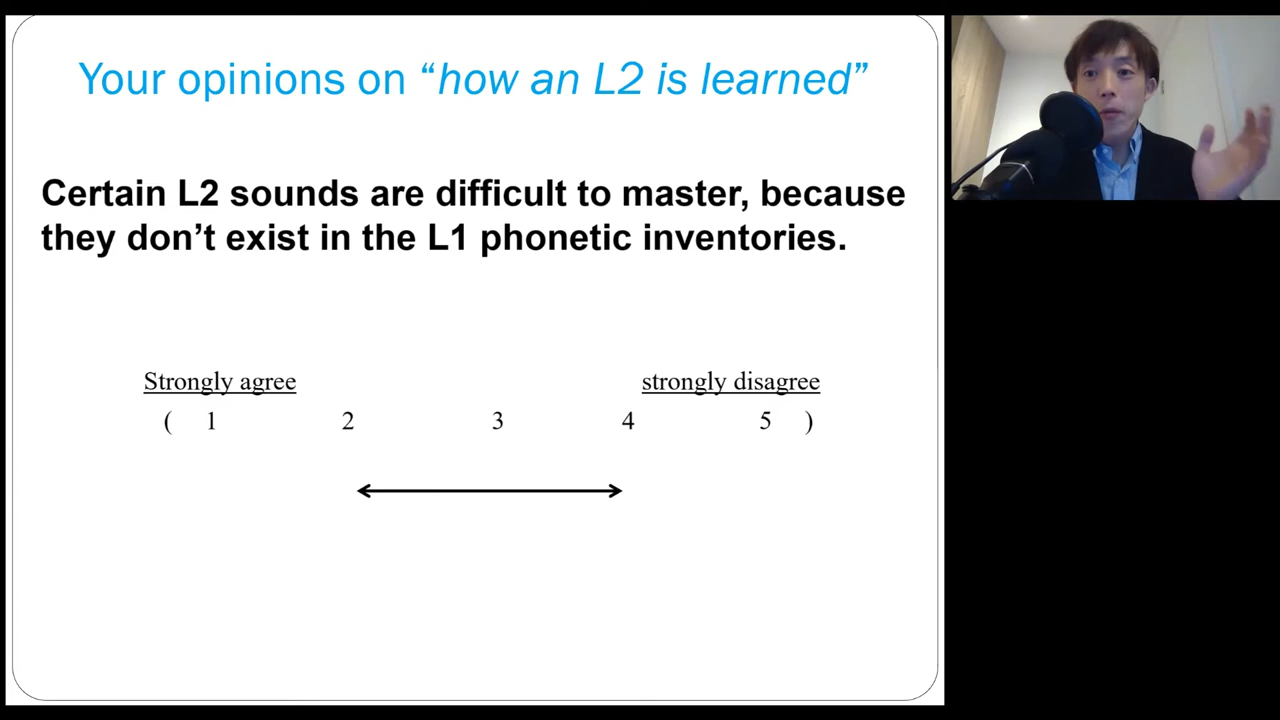 Your opinions on “how an L2 is learned”
Certain L2 sounds are difficult to master, because
they don’t exist in the L1 phonetic inventories.
Strongly agree strongly disagree
( 1 2 3 4 5 )